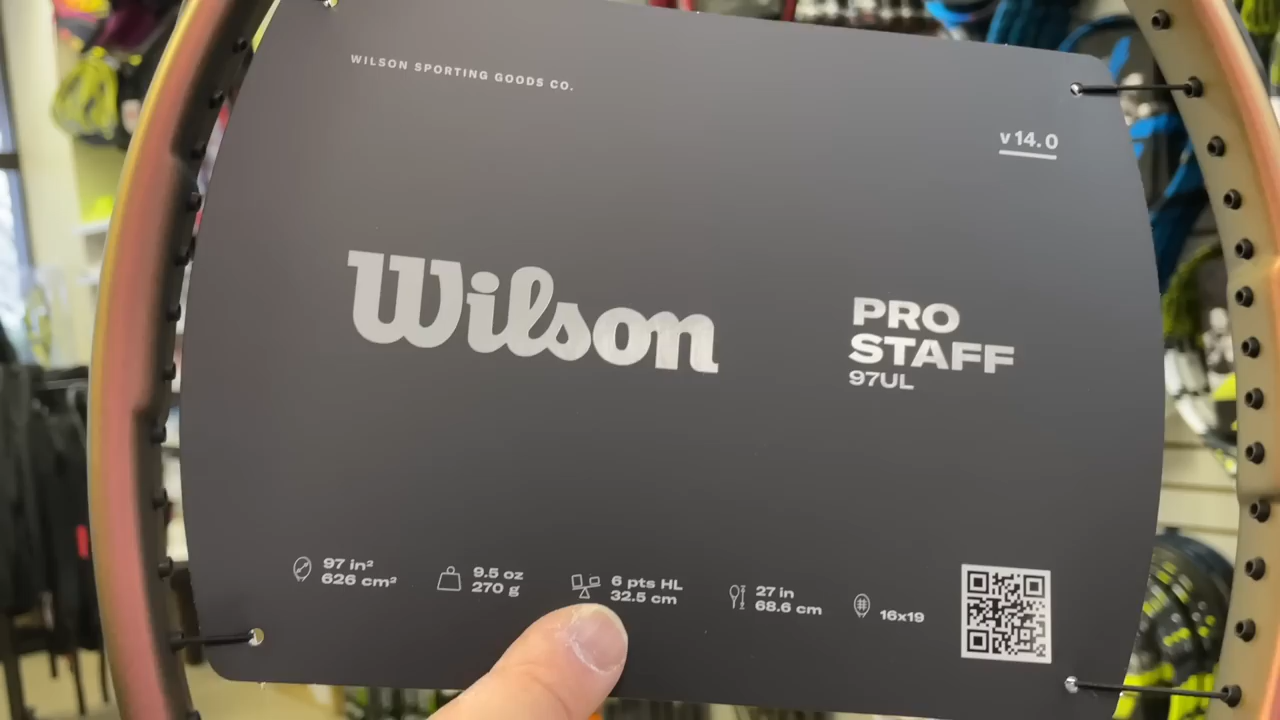 WILSON SPORTING GOODS CO.
v14.0
Wilson
PRO
STAFF
97UL
97 in²
626 cm²
9.5 oz
270 g
6 pts HL
32.5 cm
27 in
68.6 cm
16x19